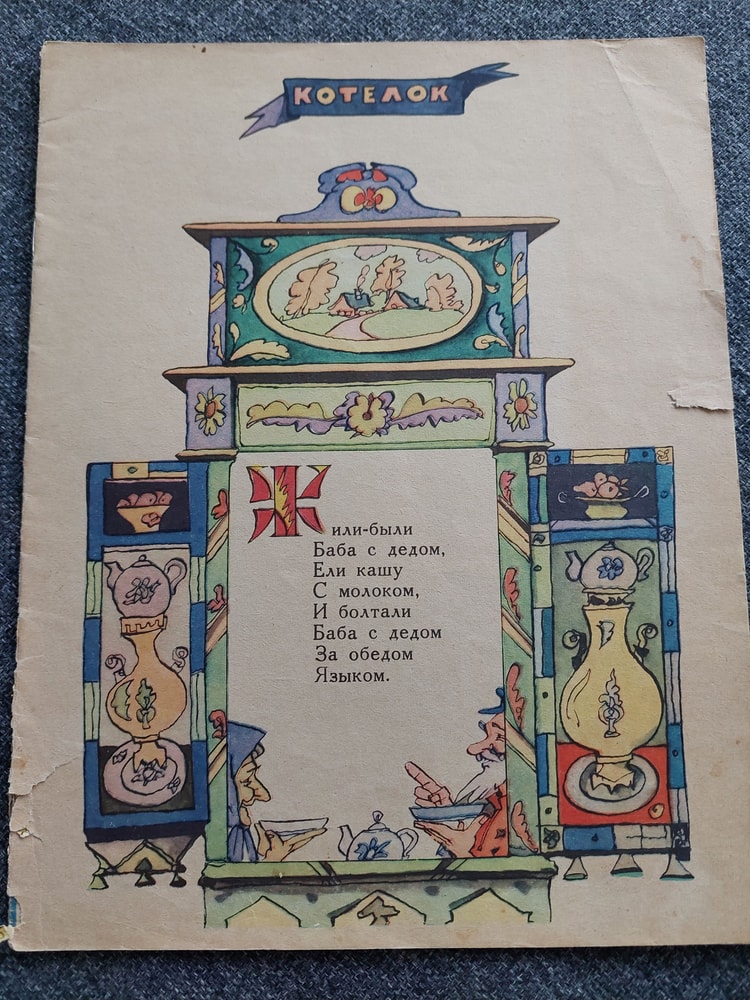 КОТЕЛОК
Жили-были
Баба с дедом,
Ели кашу
С молоком,
И болтали
Баба с дедом
За обедом
Языком.